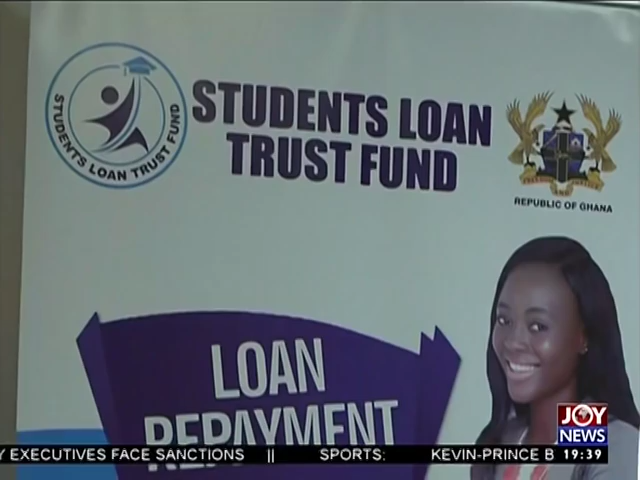 STUDENTS LOAN TRUST FUND
STUDENTS LOAN
TRUST FUND
REPUBLIC OF GHANA
LOAN
REPAYMENT
JOY
NEWS
EXECUTIVES FACE SANCTIONS || SPORTS: KEVIN-PRINCE B 19:39